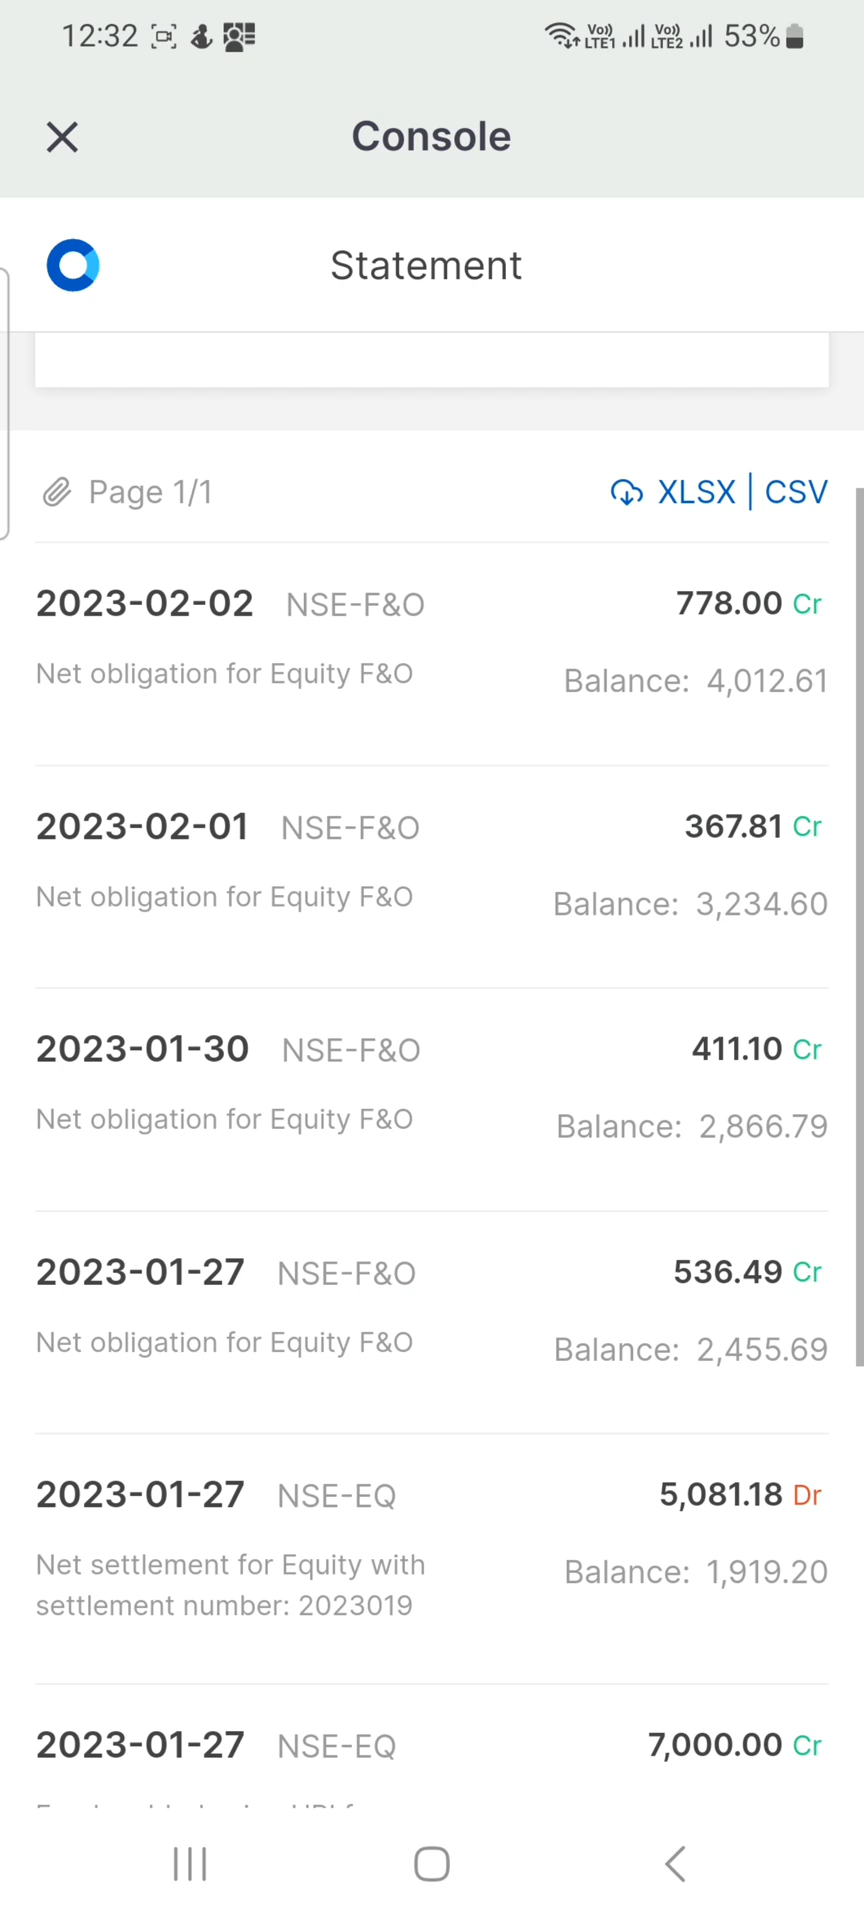 12:32 Vo)) LTE1 Vo)) LTE2 53%
Console
Statement
Page 1/1 XLSX | CSV
2023-02-02 NSE-F&O 778.00 Cr
Net obligation for Equity F&O Balance: 4,012.61
2023-02-01 NSE-F&O 367.81 Cr
Net obligation for Equity F&O Balance: 3,234.60
2023-01-30 NSE-F&O 411.10 Cr
Net obligation for Equity F&O Balance: 2,866.79
2023-01-27 NSE-F&O 536.49 Cr
Net obligation for Equity F&O Balance: 2,455.69
2023-01-27 NSE-EQ 5,081.18 Dr
Net settlement for Equity with Balance: 1,919.20
settlement number: 2023019
2023-01-27 NSE-EQ 7,000.00 Cr